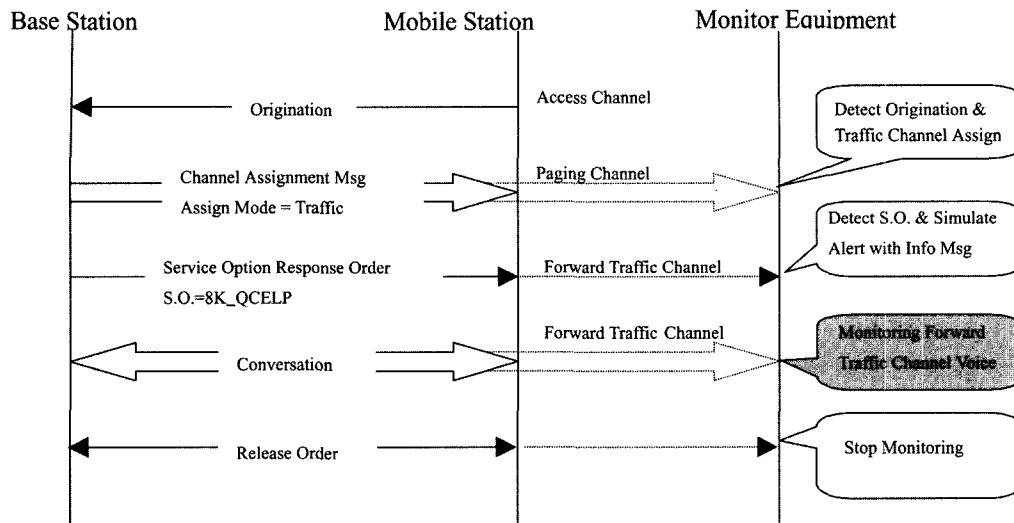 Base Station
Mobile Station
Monitor Equipment
Origination
Access Channel
Detect Origination &
Traffic Channel Assign
Channel Assignment Msg
Assign Mode = Traffic
Paging Channel
Detect S.O. & Simulate
Alert with Info Msg
Service Option Response Order
S.O.=8K_QCELP
Forward Traffic Channel
Forward Traffic Channel
Monitoring Forward
Traffic Channel Voice
Conversation
Release Order
Stop Monitoring